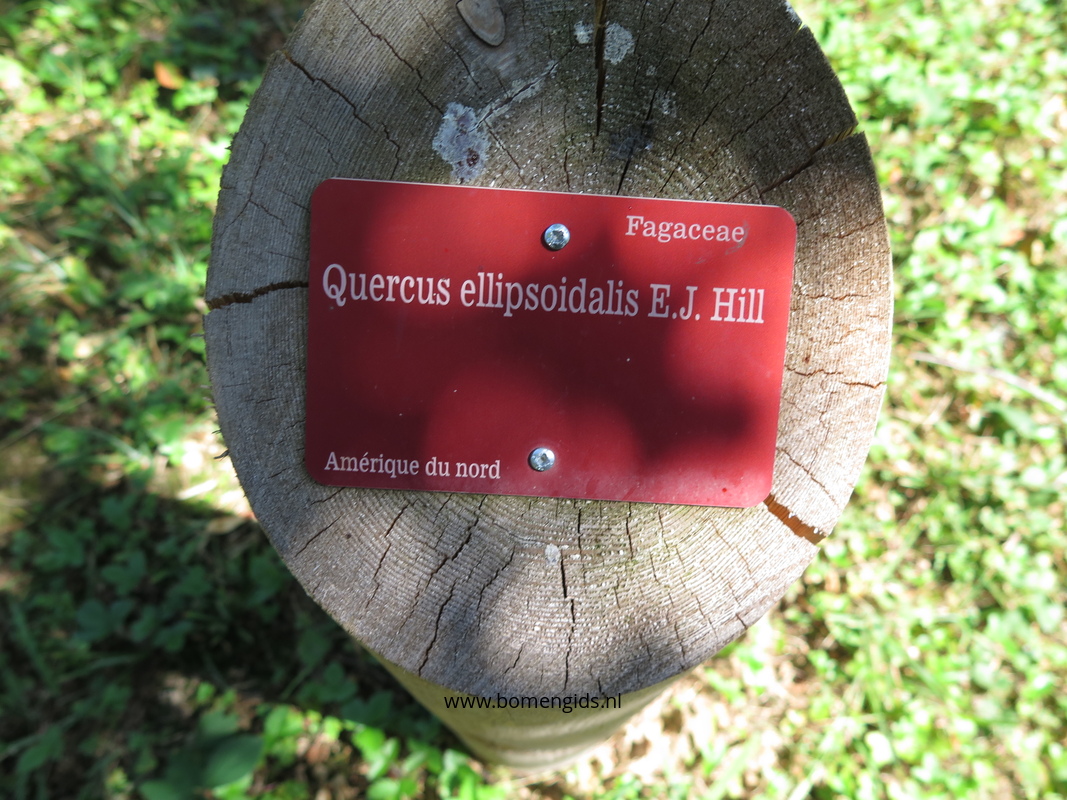 Fagaceae
Quercus ellipsoidalis E.J. Hill
Amérique du nord
www.bomengids.nl